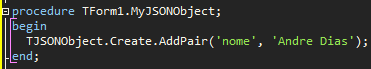 procedure TForm1.MyJSONObject;
begin
  TJSONObject.Create.AddPair('nome', 'Andre Dias');
end;